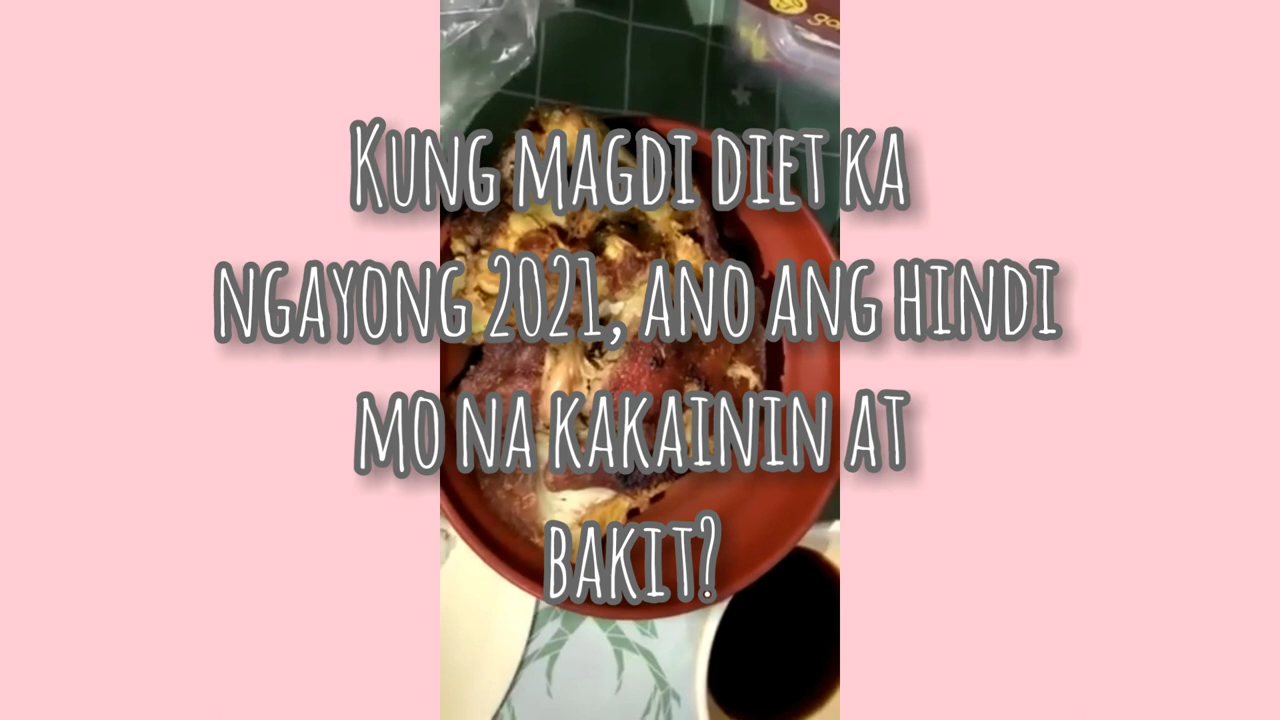 Kung magdi diet ka
ngayong 2021, ano ang hindi
mo na kakainin at
bakit?